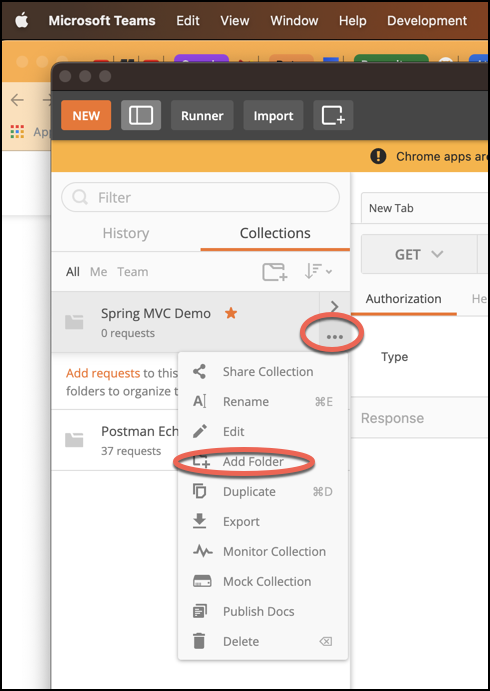 Microsoft Teams Edit View Window Help Development
NEW Runner Import
Chrome apps are
Filter
History Collections
New Tab
All Me Team
GET
Spring MVC Demo
0 requests
Authorization He
Add requests to this
folders to organize t
Type
Postman Ech
37 requests
Response
Share Collection
Rename ⌘E
Edit
Add Folder
Duplicate ⌘D
Export
Monitor Collection
Mock Collection
Publish Docs
Delete